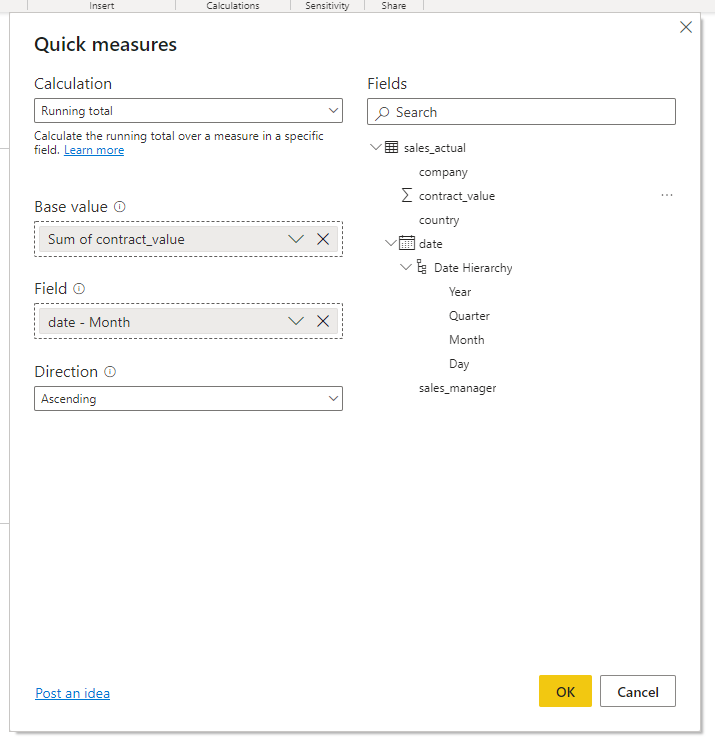 Insert
Calculations
Sensitivity
Share
Quick measures
Calculation
Running total
Calculate the running total over a measure in a specific
field. Learn more
Base value
Sum of contract_value
Field
date - Month
Direction
Ascending
Fields
Search
sales_actual
company
contract_value
country
date
Date Hierarchy
Year
Quarter
Month
Day
sales_manager
Post an idea
OK
Cancel